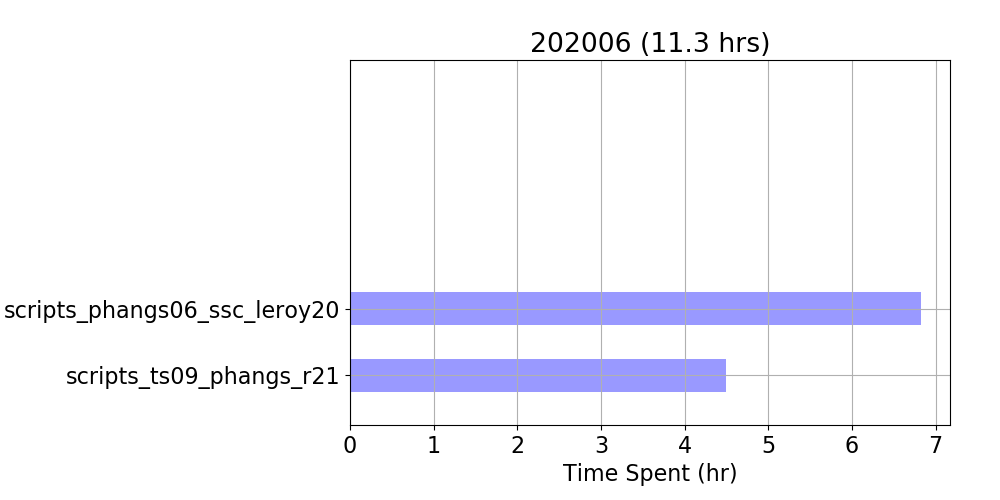 202006 (11.3 hrs)
scripts_phangs06_ssc_leroy20
scripts_ts09_phangs_r21
0 1 2 3 4 5 6 7
Time Spent (hr)